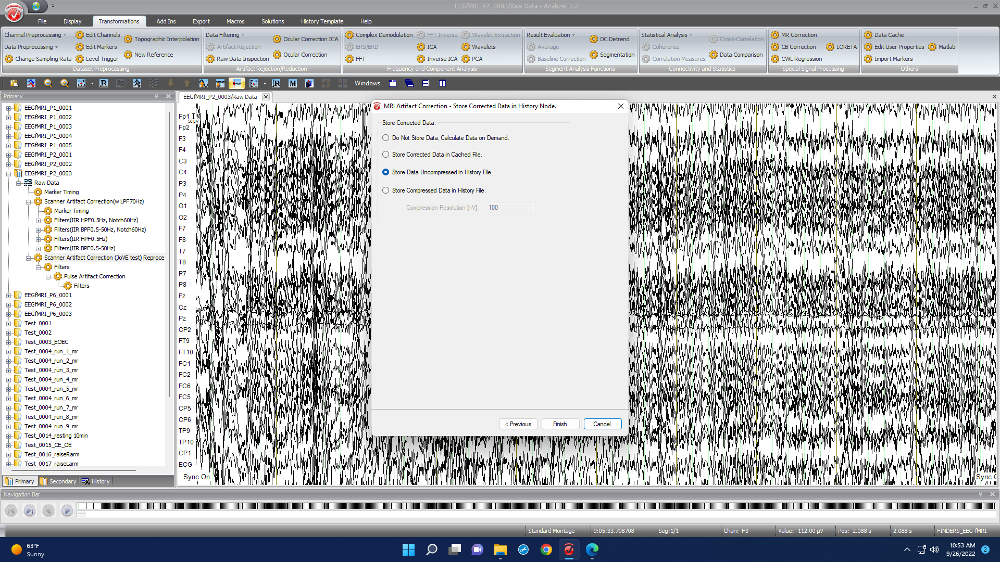 EEGfMRI_P2_0003/Raw Data - Analyzer 2.2
File Display Transformations Add Ins Export Macros Solutions History Template Help
Channel Preprocessing Edit Channels Topographic Interpolation
Data Preprocessing Edit Markers New Reference
Change Sampling Rate Level Trigger
Dataset Preprocessing
Data Filtering Ocular Correction ICA
Artifact Rejection Ocular Correction
Raw Data Inspection
Artifact Rejection/Reduction
Complex Demodulation FFT Inverse Wavelet Extraction
ERS/ERD ICA Wavelets
FFT Inverse ICA PCA
Frequency and Component Analysis
Result Evaluation DC Detrend
Average Segmentation
Baseline Correction
Segment Analysis Functions
Statistical Analysis Cross-Correlation
Coherence Data Comparison
Correlation Measures
Connectivity and Statistics
MR Correction
CB Correction LORETA
CWL Regression
Special Signal Processing
Data Cache
Edit User Properties Matlab
Import Markers
Others
R Sg R M Windows
Primary
EEGfMRI_P1_0001
EEGfMRI_P1_0002
EEGfMRI_P1_0003
EEGfMRI_P1_0004
EEGfMRI_P1_0005
EEGfMRI_P2_0001
EEGfMRI_P2_0002
EEGfMRI_P2_0003
Raw Data
Marker Timing
Scanner Artifact Correction(w LPF70Hz)
Marker Timing
Filters(IIR HPF0.5Hz, Notch60Hz)
Filters(IIR BPF0.5-50Hz, Notch60Hz)
Filters(IIR HPF0.5Hz)
Filters(IIR BPF0.5-50Hz)
Scanner Artifact Correction (JoVE test) Reproce
Filters
Pulse Artifact Correction
Filters
EEGfMRI_P6_0001
EEGfMRI_P6_0002
EEGfMRI_P6_0003
Test_0001
Test_0002
Test_0003_EOEC
Test_0004_run_1_mr
Test_0004_run_2_mr
Test_0004_run_3_mr
Test_0004_run_4_mr
Test_0004_run_5_mr
Test_0004_run_6_mr
Test_0004_run_7_mr
Test_0004_run_8_mr
Test_0004_run_9_mr
Test_0014_resting 10min
Test_0015_CE_OE
Test_0016_raiseRarm
Test_0017_raiseLarm
Primary Secondary History
EEGfMRI_P2_0003/Raw Data
Fp1
50 µV
Fp2
F3
F4
C3
C4
P3
P4
O1
O2
F7
F8
T7
T8
P7
P8
Fz
Cz
Pz
CP2
FT9
FT10
FC1
FC2
FC6
FC5
CP5
CP6
TP9
TP10
CP1
ECG
Sync On
Sync
MRI Artifact Correction - Store Corrected Data in History Node.
Store Corrected Data:
Do Not Store Data, Calculate Data on Demand.
Store Corrected Data in Cached File.
Store Data Uncompressed in History File.
Store Compressed Data in History File.
Compression Resolution [nV]: 100
< Previous Finish Cancel
Navigation Bar
Standard Montage 9:05:33.798708 Seg:1/1 Chan: F3 Value: -112.00 µV Pos: 2.088 s 2.088 s FINDERS_EEG-fMRI
63°F
Sunny
10:53 AM
9/26/2022
2